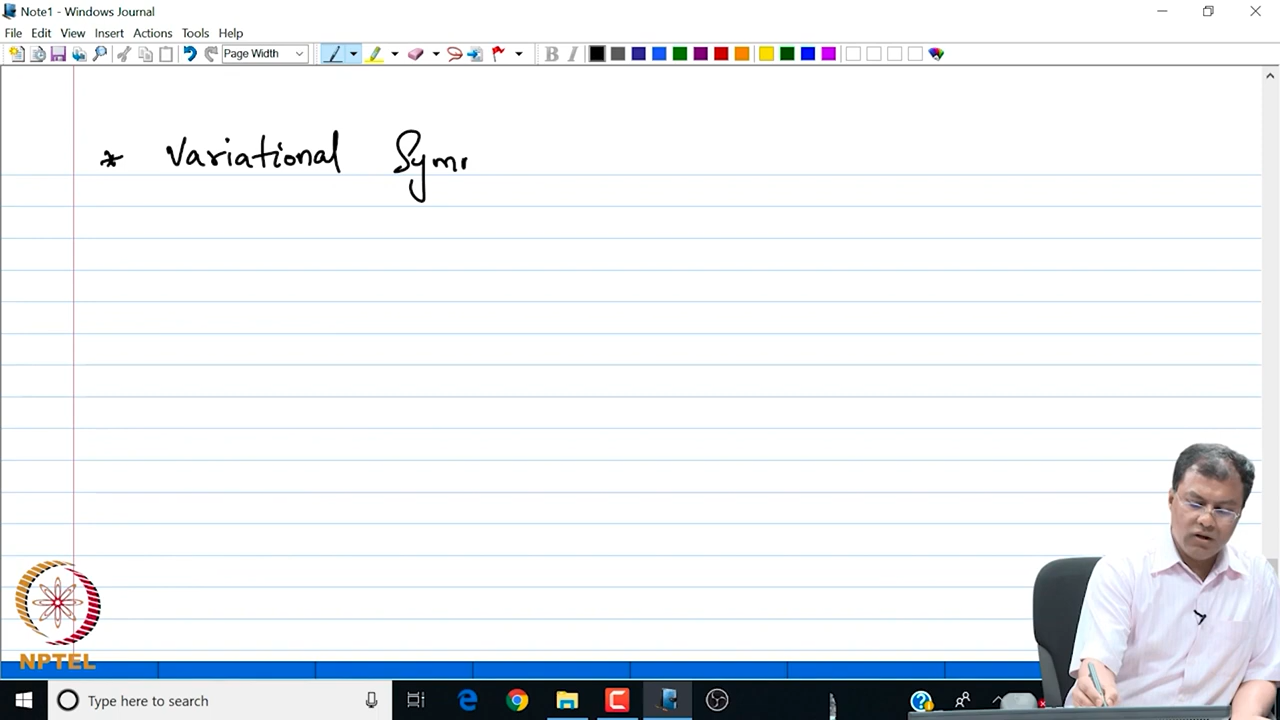 Note1 - Windows Journal
File Edit View Insert Actions Tools Help
Page Width
B I
* Variational Sym
NPTEL
Type here to search